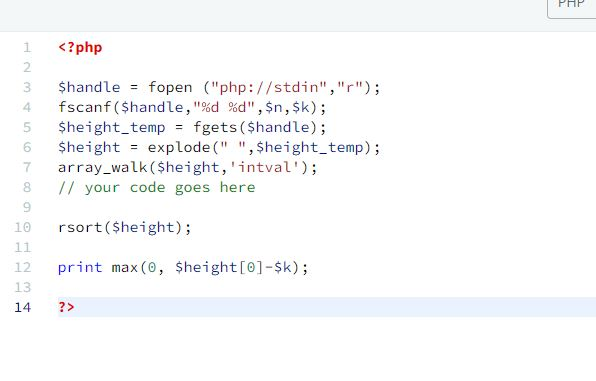 PHP
1 <?php
2
3 $handle = fopen ("php://stdin","r");
4 fscanf($handle,"%d %d",$n,$k);
5 $height_temp = fgets($handle);
6 $height = explode(" ",$height_temp);
7 array_walk($height,'intval');
8 // your code goes here
9
10 rsort($height);
11
12 print max(0, $height[0]-$k);
13
14 ?>